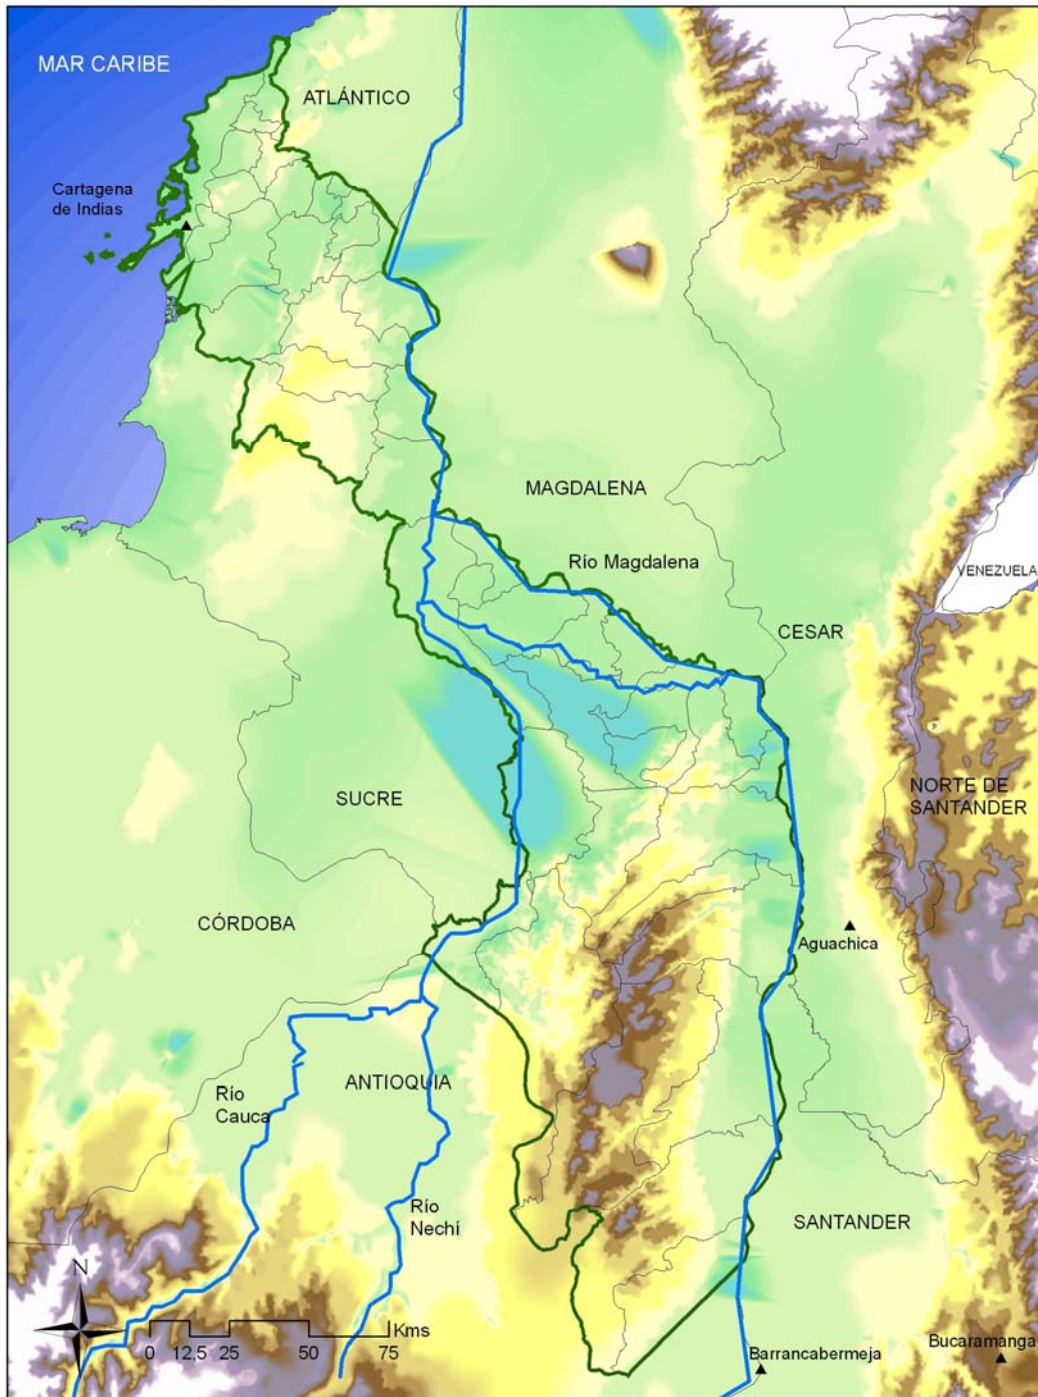 MAR CARIBE
ATLÁNTICO
Cartagena
de Indias
MAGDALENA
Río Magdalena
VENEZUELA
CESAR
NORTE DE
SANTANDER
SUCRE
CÓRDOBA
Aguachica
ANTIOQUIA
Río
Cauca
Río
Nechí
SANTANDER
N
Kms
0 12,5 25 50 75
Barrancabermeja
Bucaramanga